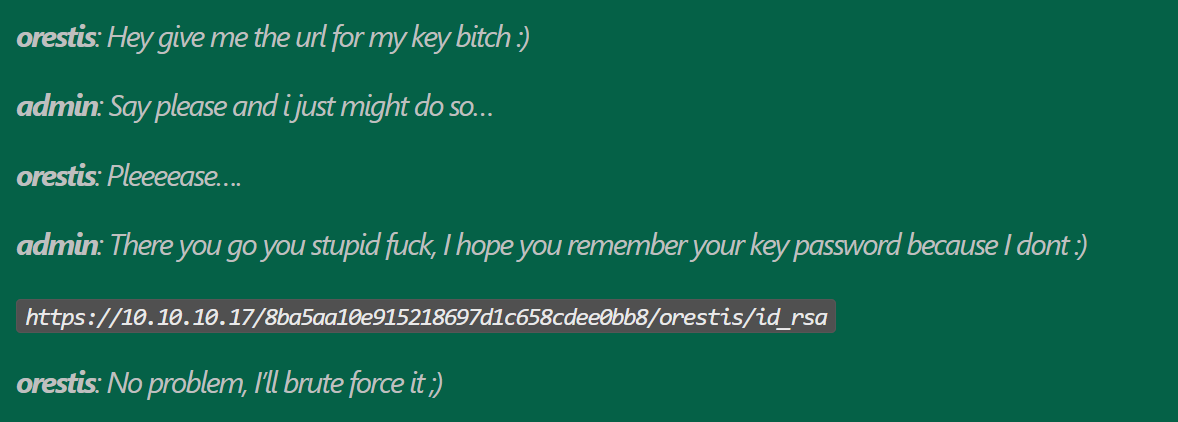 orestis: Hey give me the url for my key bitch :)
admin: Say please and i just might do so…
orestis: Pleeeease….
admin: There you go you stupid fuck, I hope you remember your key password because I dont :)
https://10.10.10.17/8ba5aa10e915218697d1c658cdee0bb8/orestis/id_rsa
orestis: No problem, I'll brute force it ;)